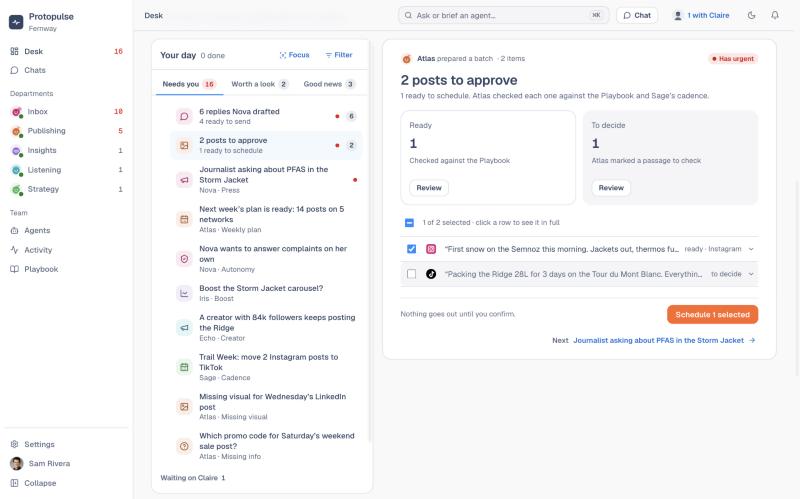 Protopulse
Fernway
Desk 16
Chats
Departments
Inbox 10
Publishing 5
Insights 1
Listening 1
Strategy 1
Team
Agents
Activity
Playbook
Settings
Sam Rivera
Collapse
Desk
Ask or brief an agent...
⌘K
Chat
1 with Claire
Your day 0 done
Focus
Filter
Needs you 16
Worth a look 2
Good news 3
6 replies Nova drafted
4 ready to send
6
2 posts to approve
1 ready to schedule
2
Journalist asking about PFAS in the
Storm Jacket
Nova · Press
Next week's plan is ready: 14 posts on 5
networks
Atlas · Weekly plan
Nova wants to answer complaints on her
own
Nova · Autonomy
Boost the Storm Jacket carousel?
Iris · Boost
A creator with 84k followers keeps posting
the Ridge
Echo · Creator
Trail Week: move 2 Instagram posts to
TikTok
Sage · Cadence
Missing visual for Wednesday's LinkedIn
post
Atlas · Missing visual
Which promo code for Saturday's weekend
sale post?
Atlas · Missing info
Waiting on Claire 1
Atlas prepared a batch · 2 items
Has urgent
2 posts to approve
1 ready to schedule. Atlas checked each one against the Playbook and Sage's cadence.
Ready
1
Checked against the Playbook
Review
To decide
1
Atlas marked a passage to check
Review
1 of 2 selected · click a row to see it in full
"First snow on the Semnoz this morning. Jackets out, thermos fu... ready · Instagram
"Packing the Ridge 28L for 3 days on the Tour du Mont Blanc. Everythin... to decide
Nothing goes out until you confirm.
Schedule 1 selected
Next Journalist asking about PFAS in the Storm Jacket →